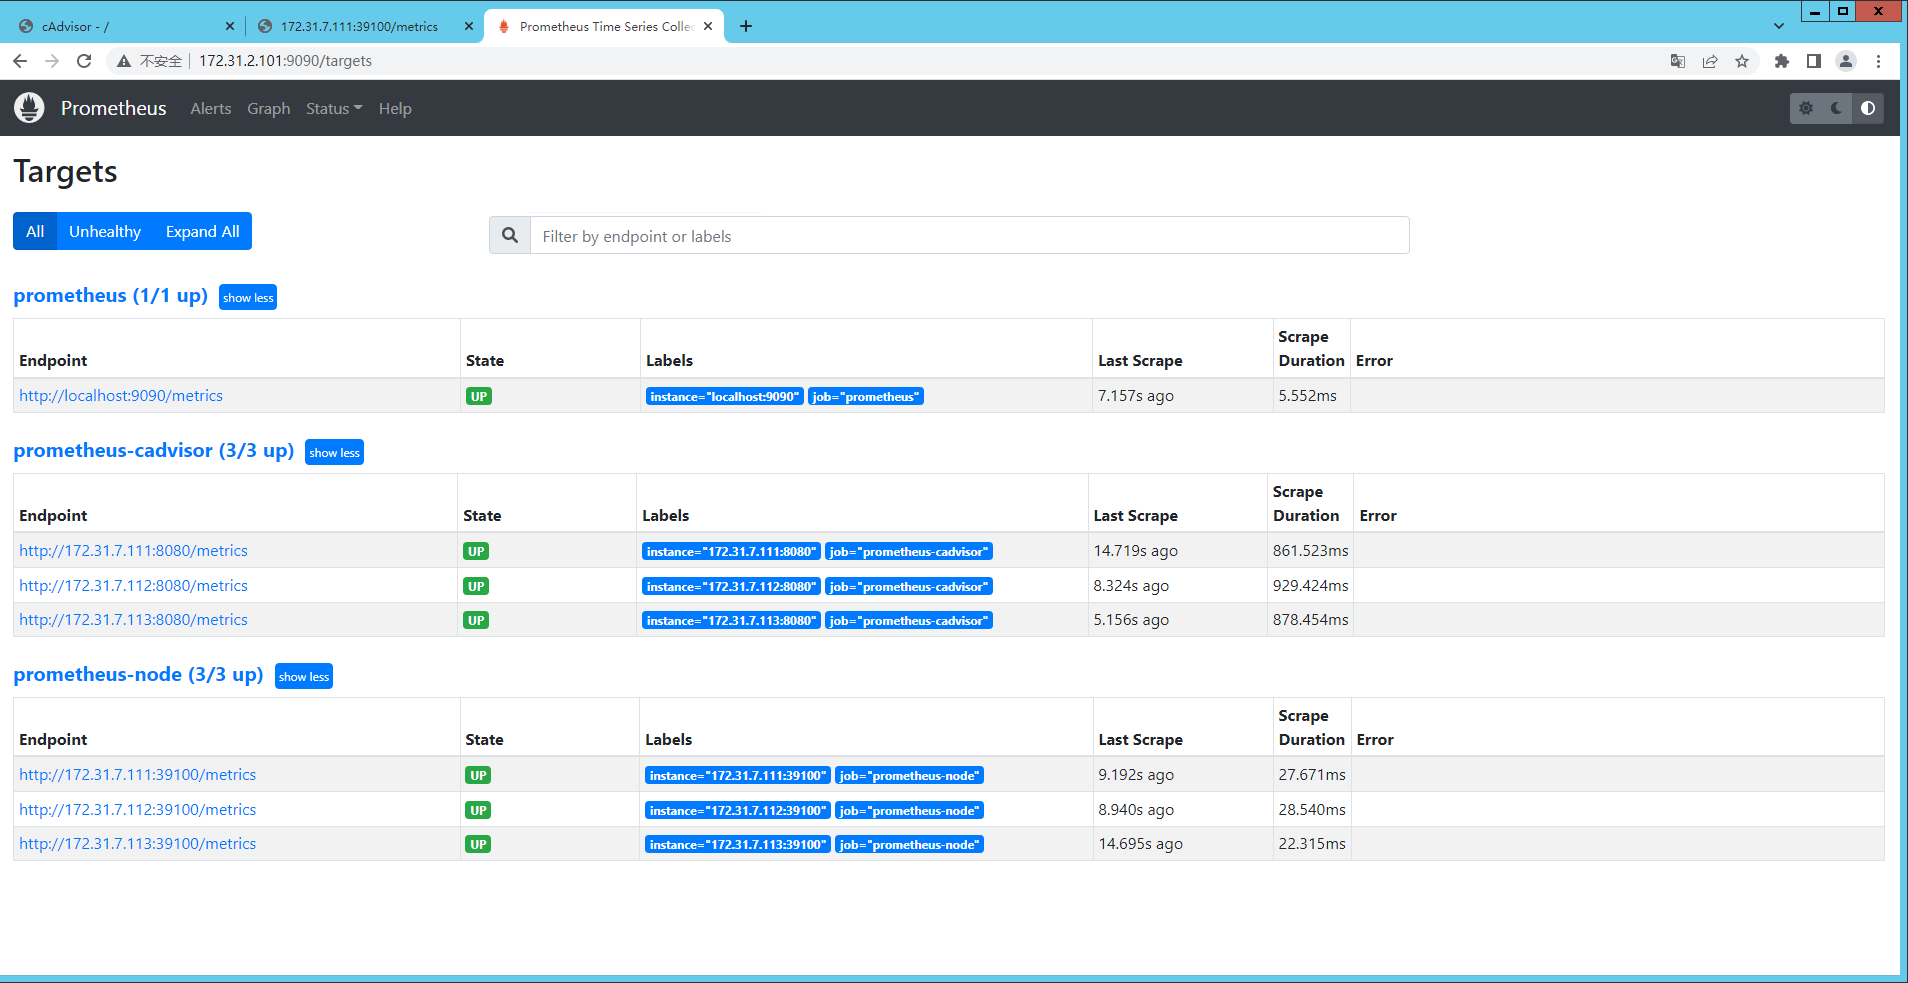 cAdvisor - /
172.31.7.111:39100/metrics
Prometheus Time Series Collec
不安全 172.31.2.101:9090/targets
Prometheus Alerts Graph Status Help
Targets
All Unhealthy Expand All Filter by endpoint or labels
prometheus (1/1 up) show less
Endpoint State Labels Last Scrape Scrape Duration Error
http://localhost:9090/metrics UP instance="localhost:9090" job="prometheus" 7.157s ago 5.552ms
prometheus-cadvisor (3/3 up) show less
Endpoint State Labels Last Scrape Scrape Duration Error
http://172.31.7.111:8080/metrics UP instance="172.31.7.111:8080" job="prometheus-cadvisor" 14.719s ago 861.523ms
http://172.31.7.112:8080/metrics UP instance="172.31.7.112:8080" job="prometheus-cadvisor" 8.324s ago 929.424ms
http://172.31.7.113:8080/metrics UP instance="172.31.7.113:8080" job="prometheus-cadvisor" 5.156s ago 878.454ms
prometheus-node (3/3 up) show less
Endpoint State Labels Last Scrape Scrape Duration Error
http://172.31.7.111:39100/metrics UP instance="172.31.7.111:39100" job="prometheus-node" 9.192s ago 27.671ms
http://172.31.7.112:39100/metrics UP instance="172.31.7.112:39100" job="prometheus-node" 8.940s ago 28.540ms
http://172.31.7.113:39100/metrics UP instance="172.31.7.113:39100" job="prometheus-node" 14.695s ago 22.315ms